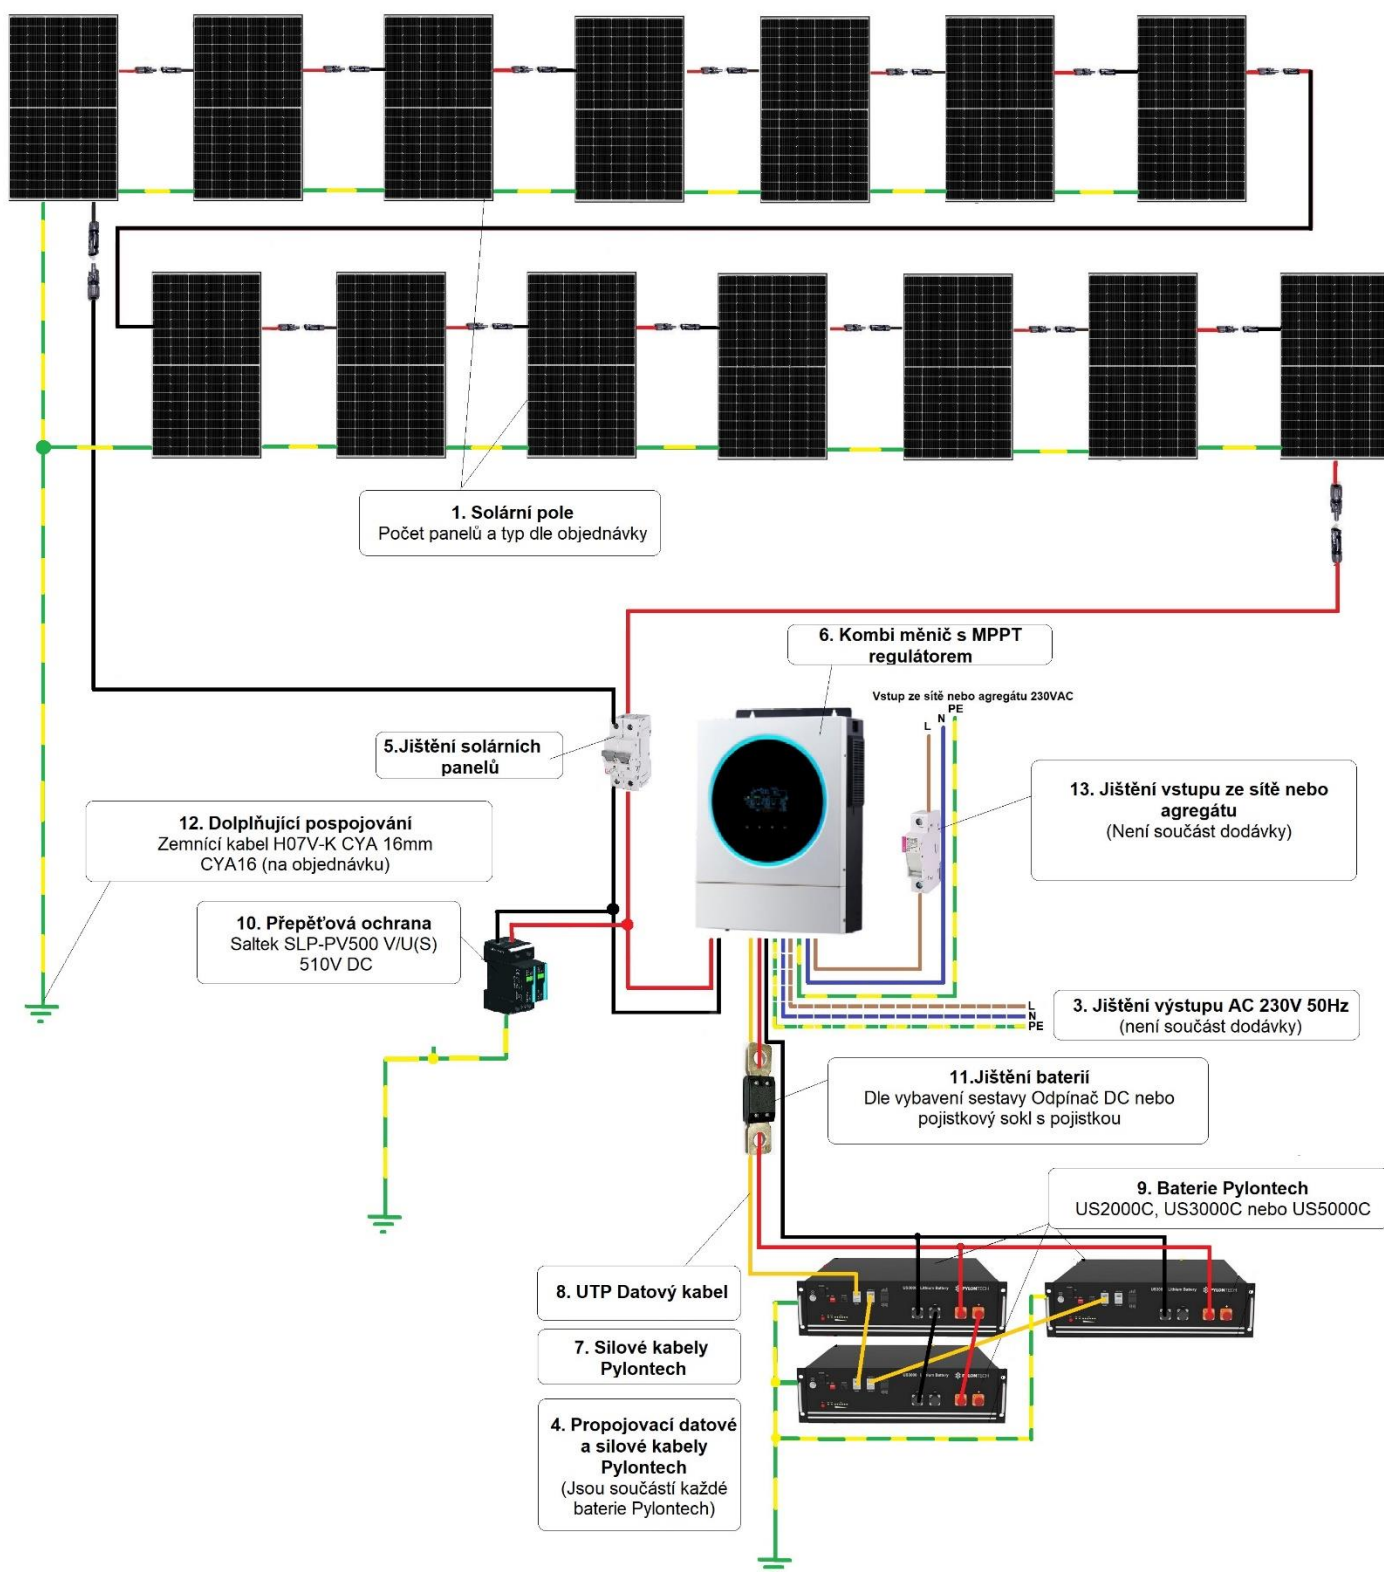 1. Solární pole
Počet panelů a typ dle objednávky
6. Kombi měnič s MPPT
regulátorem
Vstup ze sítě nebo agregátu 230VAC
PE
N
L
5.Jištění solárních
panelů
13. Jištění vstupu ze sítě nebo
agregátu
(Není součást dodávky)
12. Dolplňující pospojování
Zemnící kabel H07V-K CYA 16mm
CYA16 (na objednávku)
10. Přepěťová ochrana
Saltek SLP-PV500 V/U(S)
510V DC
L
N
PE
3. Jištění výstupu AC 230V 50Hz
(není součást dodávky)
11.Jištění baterií
Dle vybavení sestavy Odpínač DC nebo
pojistkový sokl s pojistkou
9. Baterie Pylontech
US2000C, US3000C nebo US5000C
8. UTP Datový kabel
PYLONTECH
PYLONTECH
7. Silové kabely
Pylontech
PYLONTECH
4. Propojovací datové
a silové kabely
Pylontech
(Jsou součástí každé
baterie Pylontech)